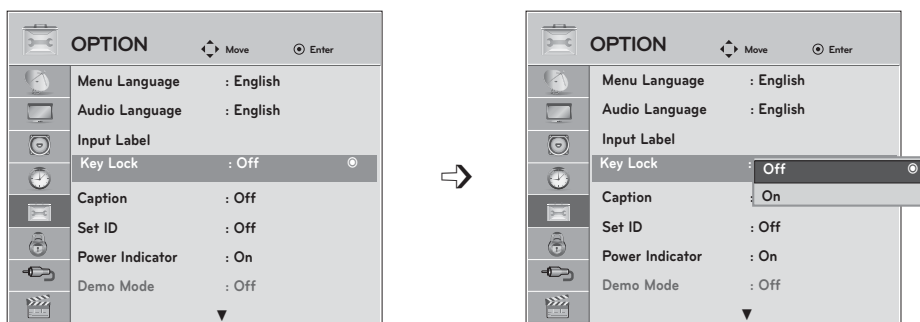 OPTION Move Enter
Menu Language : English
Audio Language : English
Input Label
Key Lock : Off
Caption : Off
Set ID : Off
Power Indicator : On
Demo Mode : Off
OPTION Move Enter
Menu Language : English
Audio Language : English
Input Label
Key Lock : Off
On
Caption :
Set ID : Off
Power Indicator : On
Demo Mode : Off